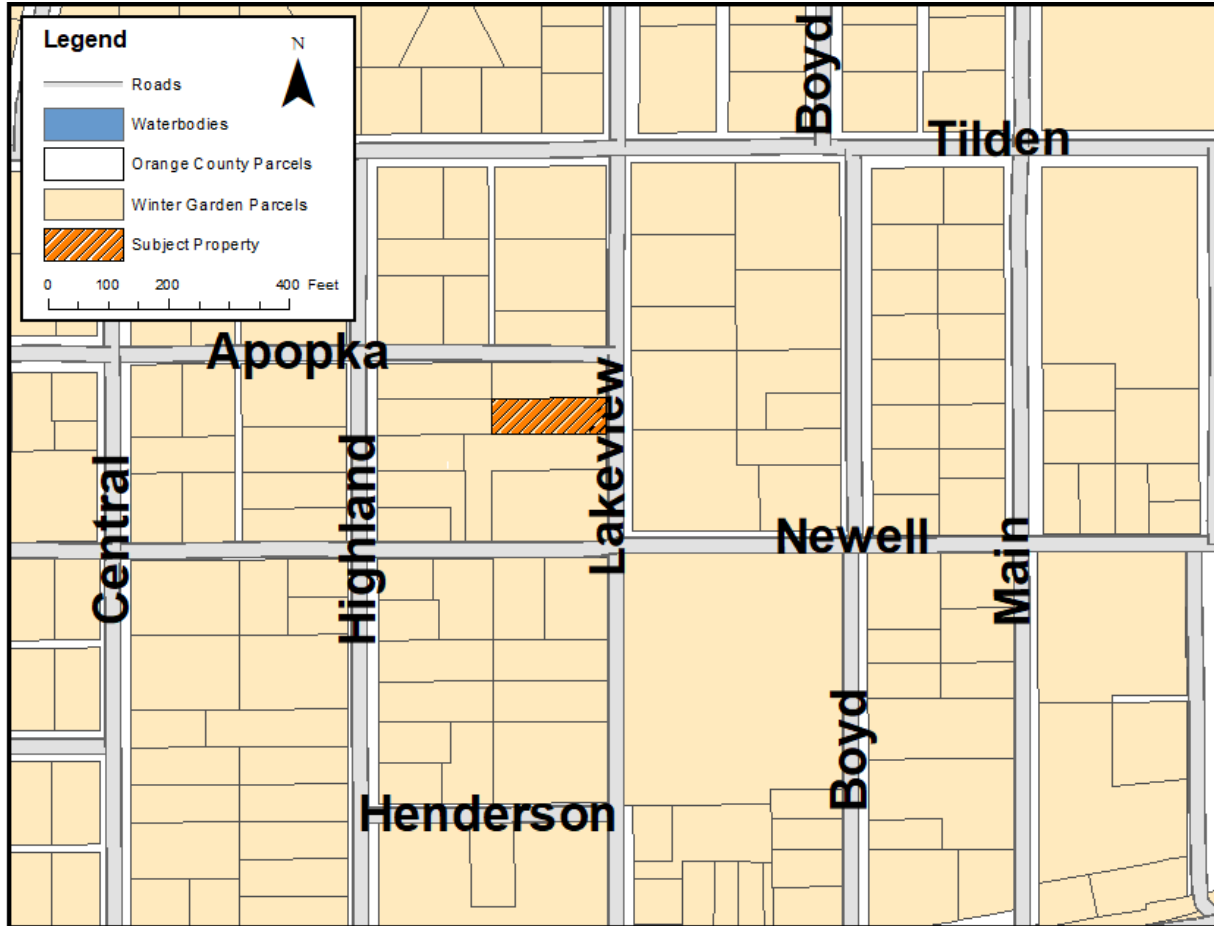 Legend
N
Roads
Waterbodies
Orange County Parcels
Winter Garden Parcels
Subject Property
0 100 200 400 Feet
Boyd
Tilden
Apopka
Lakeview
Highland
Central
Newell
Main
Boyd
Henderson